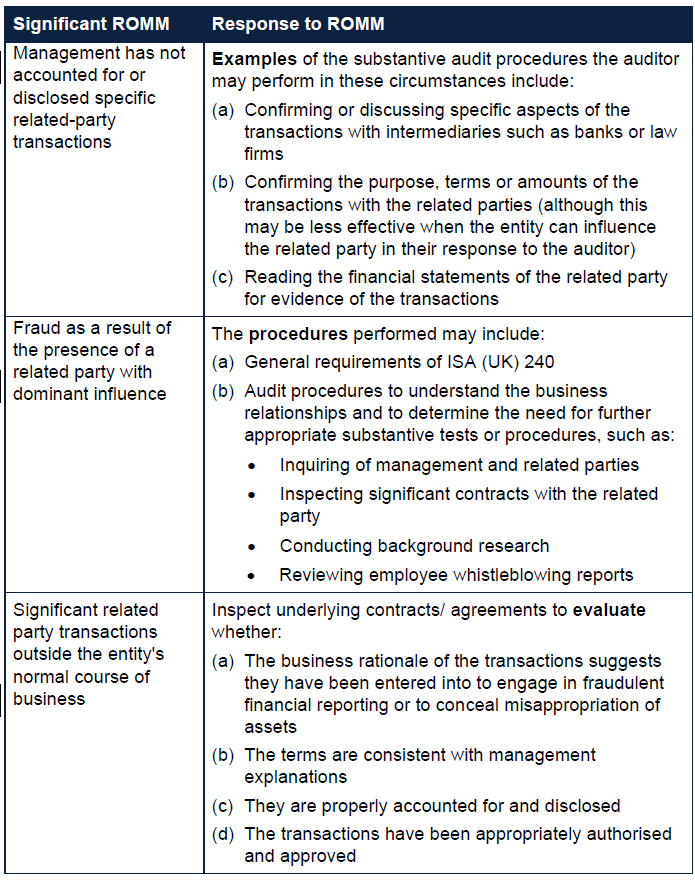 Significant ROMM
Response to ROMM
Management has not
accounted for or
disclosed specific
related-party
transactions
Examples of the substantive audit procedures the auditor
may perform in these circumstances include:
(a) Confirming or discussing specific aspects of the
transactions with intermediaries such as banks or law
firms
(b) Confirming the purpose, terms or amounts of the
transactions with the related parties (although this
may be less effective when the entity can influence
the related party in their response to the auditor)
(c) Reading the financial statements of the related party
for evidence of the transactions
Fraud as a result of
the presence of a
related party with
dominant influence
The procedures performed may include:
(a) General requirements of ISA (UK) 240
(b) Audit procedures to understand the business
relationships and to determine the need for further
appropriate substantive tests or procedures, such as:
• Inquiring of management and related parties
• Inspecting significant contracts with the related
party
• Conducting background research
• Reviewing employee whistleblowing reports
Significant related
party transactions
outside the entity's
normal course of
business
Inspect underlying contracts/ agreements to evaluate
whether:
(a) The business rationale of the transactions suggests
they have been entered into to engage in fraudulent
financial reporting or to conceal misappropriation of
assets
(b) The terms are consistent with management
explanations
(c) They are properly accounted for and disclosed
(d) The transactions have been appropriately authorised
and approved